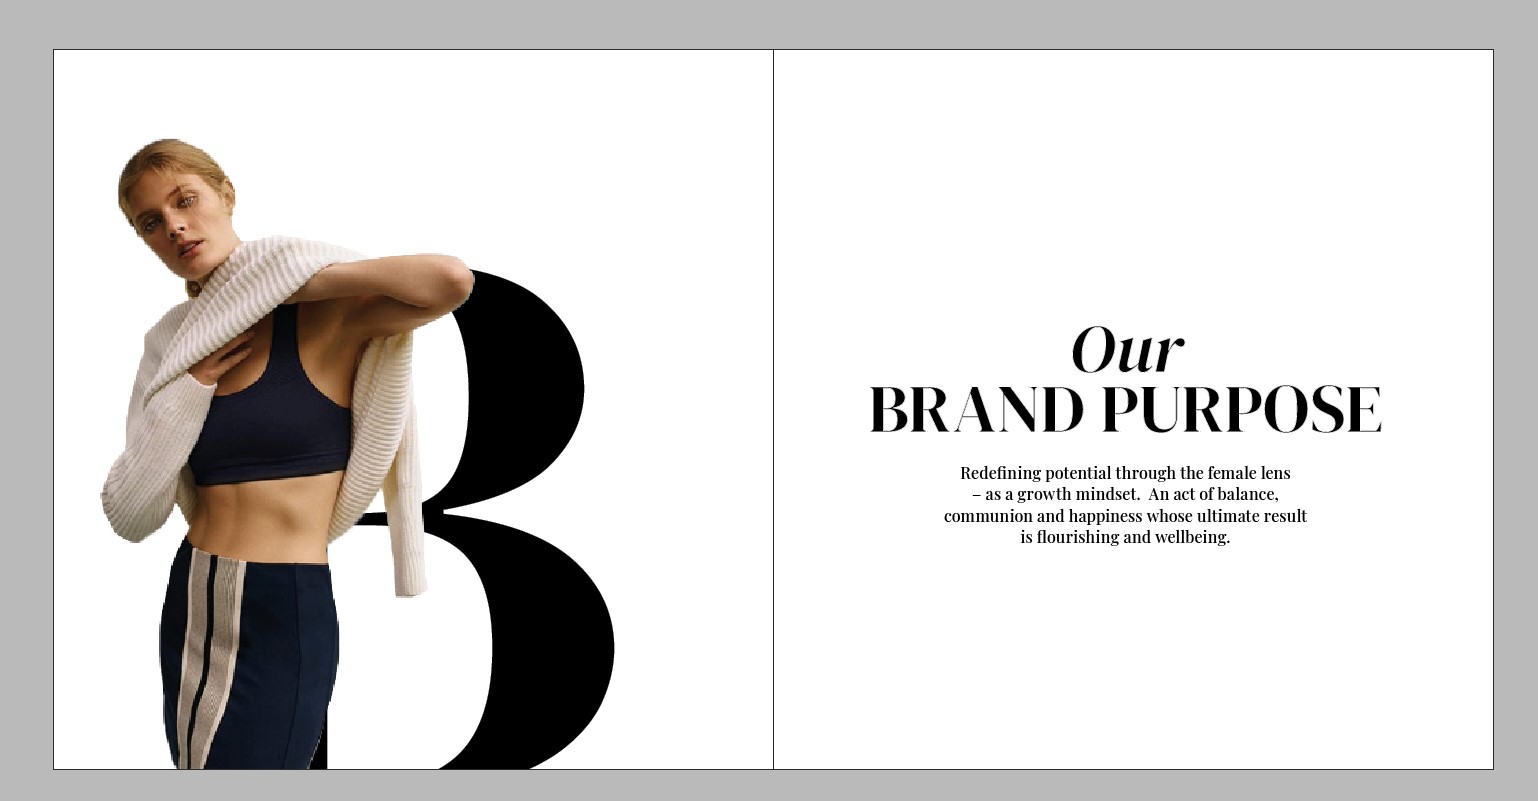 B
Our
BRAND PURPOSE
Redefining potential through the female lens
– as a growth mindset.  An act of balance,
communion and happiness whose ultimate result
is flourishing and wellbeing.